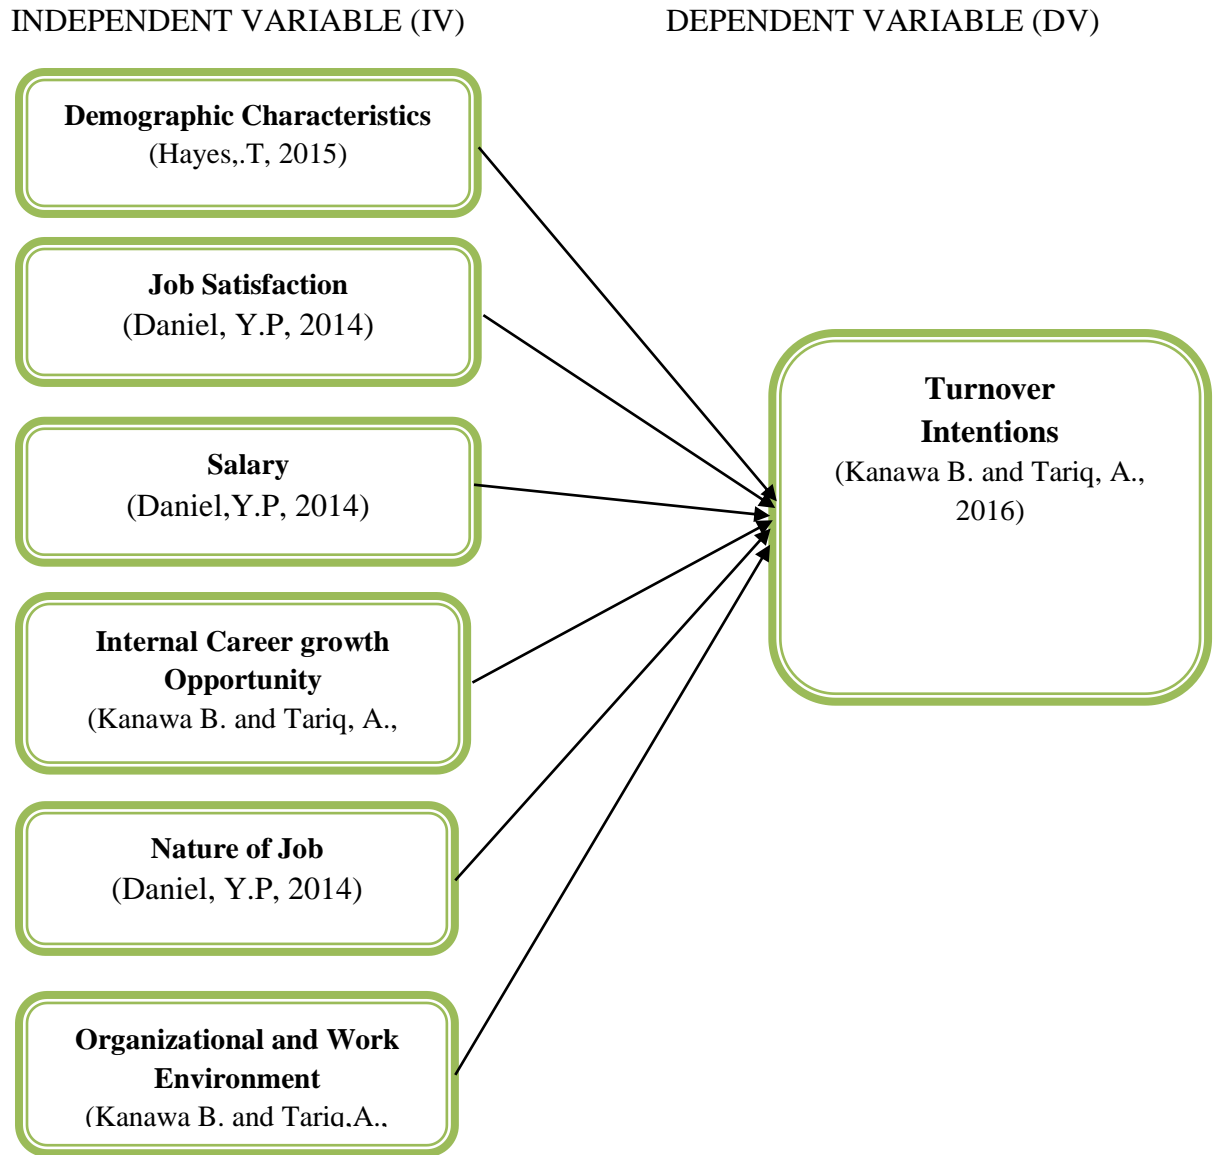 INDEPENDENT VARIABLE (IV)
DEPENDENT VARIABLE (DV)
Demographic Characteristics
(Hayes,.T, 2015)
Job Satisfaction
(Daniel, Y.P, 2014)
Salary
(Daniel,Y.P, 2014)
Internal Career growth
Opportunity
(Kanawa B. and Tariq, A.,
Nature of Job
(Daniel, Y.P, 2014)
Organizational and Work
Environment
(Kanawa B. and Tariq,A.,
Turnover
Intentions
(Kanawa B. and Tariq, A.,
2016)